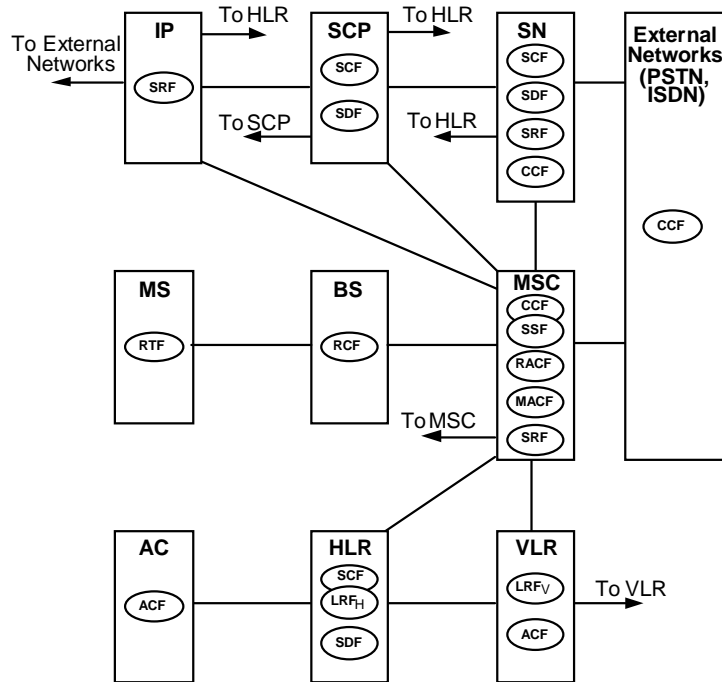 IP
To HLR
SCP
To HLR
SN
External
Networks
(PSTN,
ISDN)
To External
Networks
SRF
SCF
SDF
SCF
SDF
SRF
CCF
To SCP
To HLR
CCF
MS
BS
MSC
RTF
RCF
CCF
SSF
RACF
MACF
SRF
To MSC
AC
HLR
VLR
ACF
SCF
LRFH
SDF
LRFV
ACF
To VLR